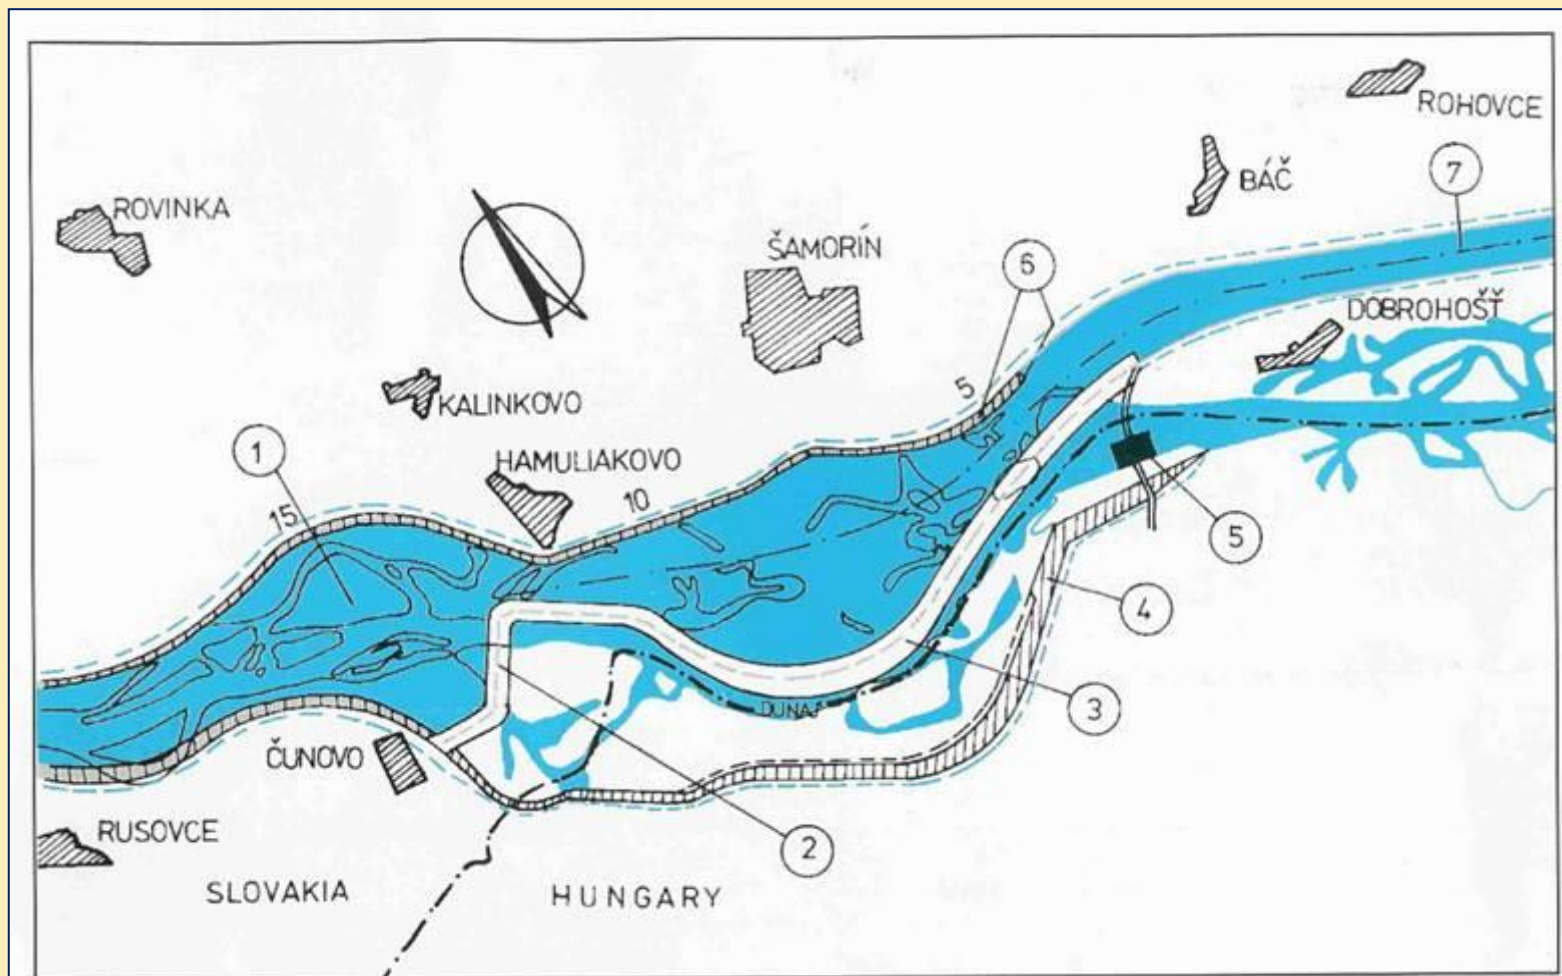 ROHOVCE
BÁČ
7
ROVINKA
ŠAMORÍN
6
DOBROHOŠŤ
5
KALINKOVO
1
HAMULIAKOVO
10
15
5
4
3
DUNAJ
ČUNOVO
2
RUSOVCE
SLOVAKIA
HUNGARY